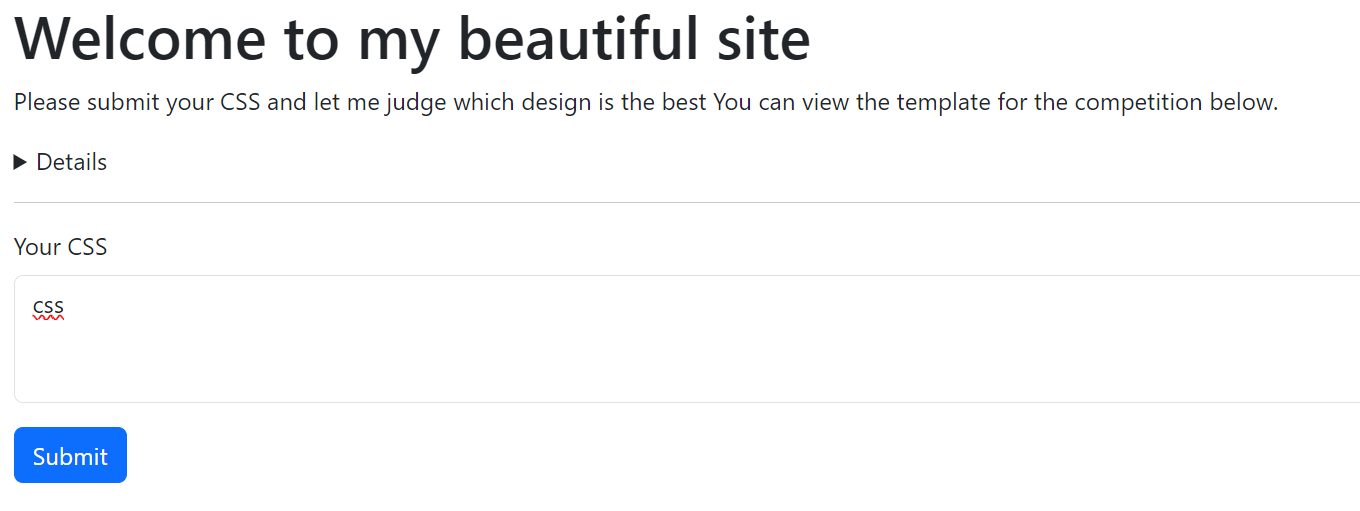 Welcome to my beautiful site
Please submit your CSS and let me judge which design is the best You can view the template for the competition below.
Details
Your CSS
css
Submit